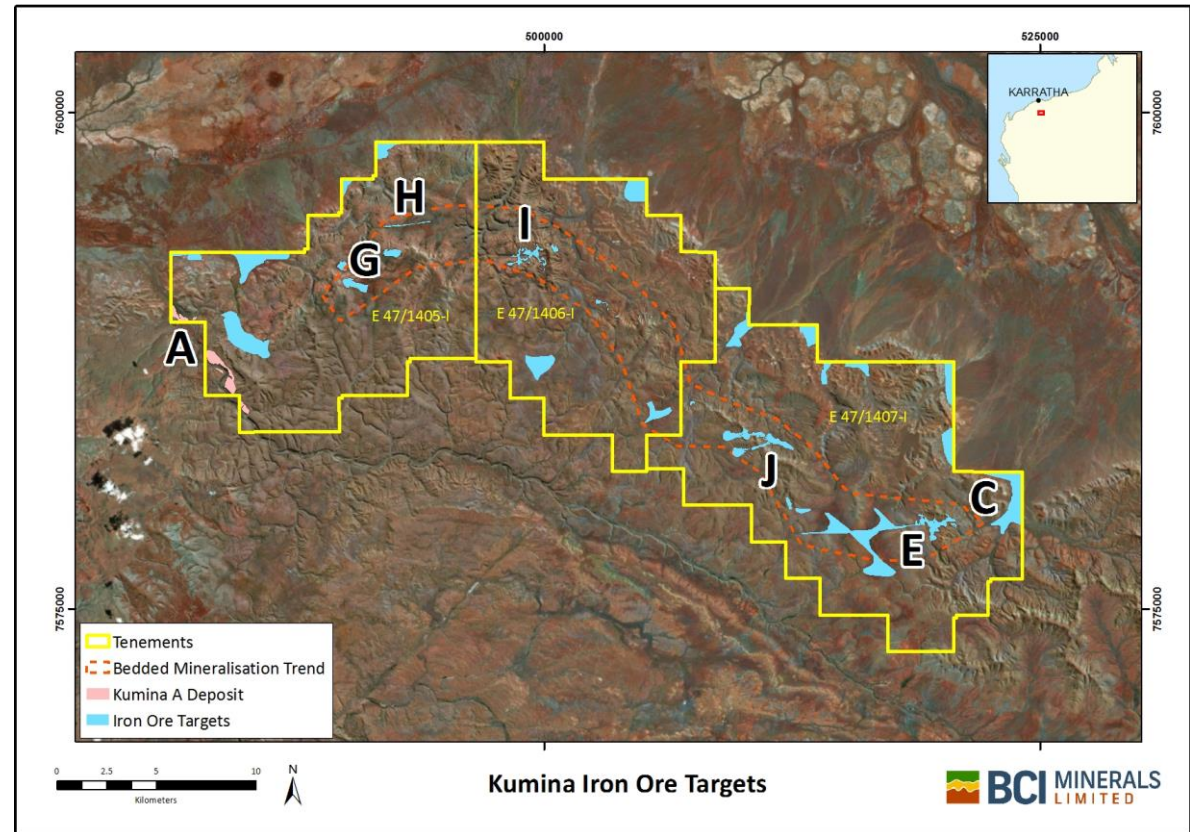 500000
525000
KARRATHA
7600000
7600000
H
I
G
E 47/1405-I
E 47/1406-I
A
E 47/1407-I
J
C
E
7575000
7575000
Tenements
Bedded Mineralisation Trend
Kumina A Deposit
Iron Ore Targets
0 2.5 5 10
Kilometers
N
Kumina Iron Ore Targets
BCI MINERALS
LIMITED